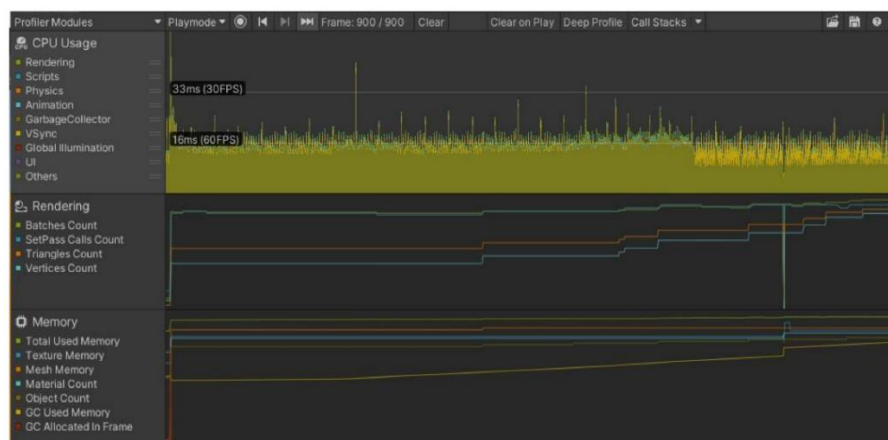 Profiler Modules Playmode Frame: 900 / 900 Clear Clear on Play Deep Profile Call Stacks
CPU Usage
Rendering
Scripts
Physics
Animation
GarbageCollector
VSync
Global Illumination
UI
Others
33ms (30FPS)
16ms (60FPS)
Rendering
Batches Count
SetPass Calls Count
Triangles Count
Vertices Count
Memory
Total Used Memory
Texture Memory
Mesh Memory
Material Count
Object Count
GC Used Memory
GC Allocated In Frame